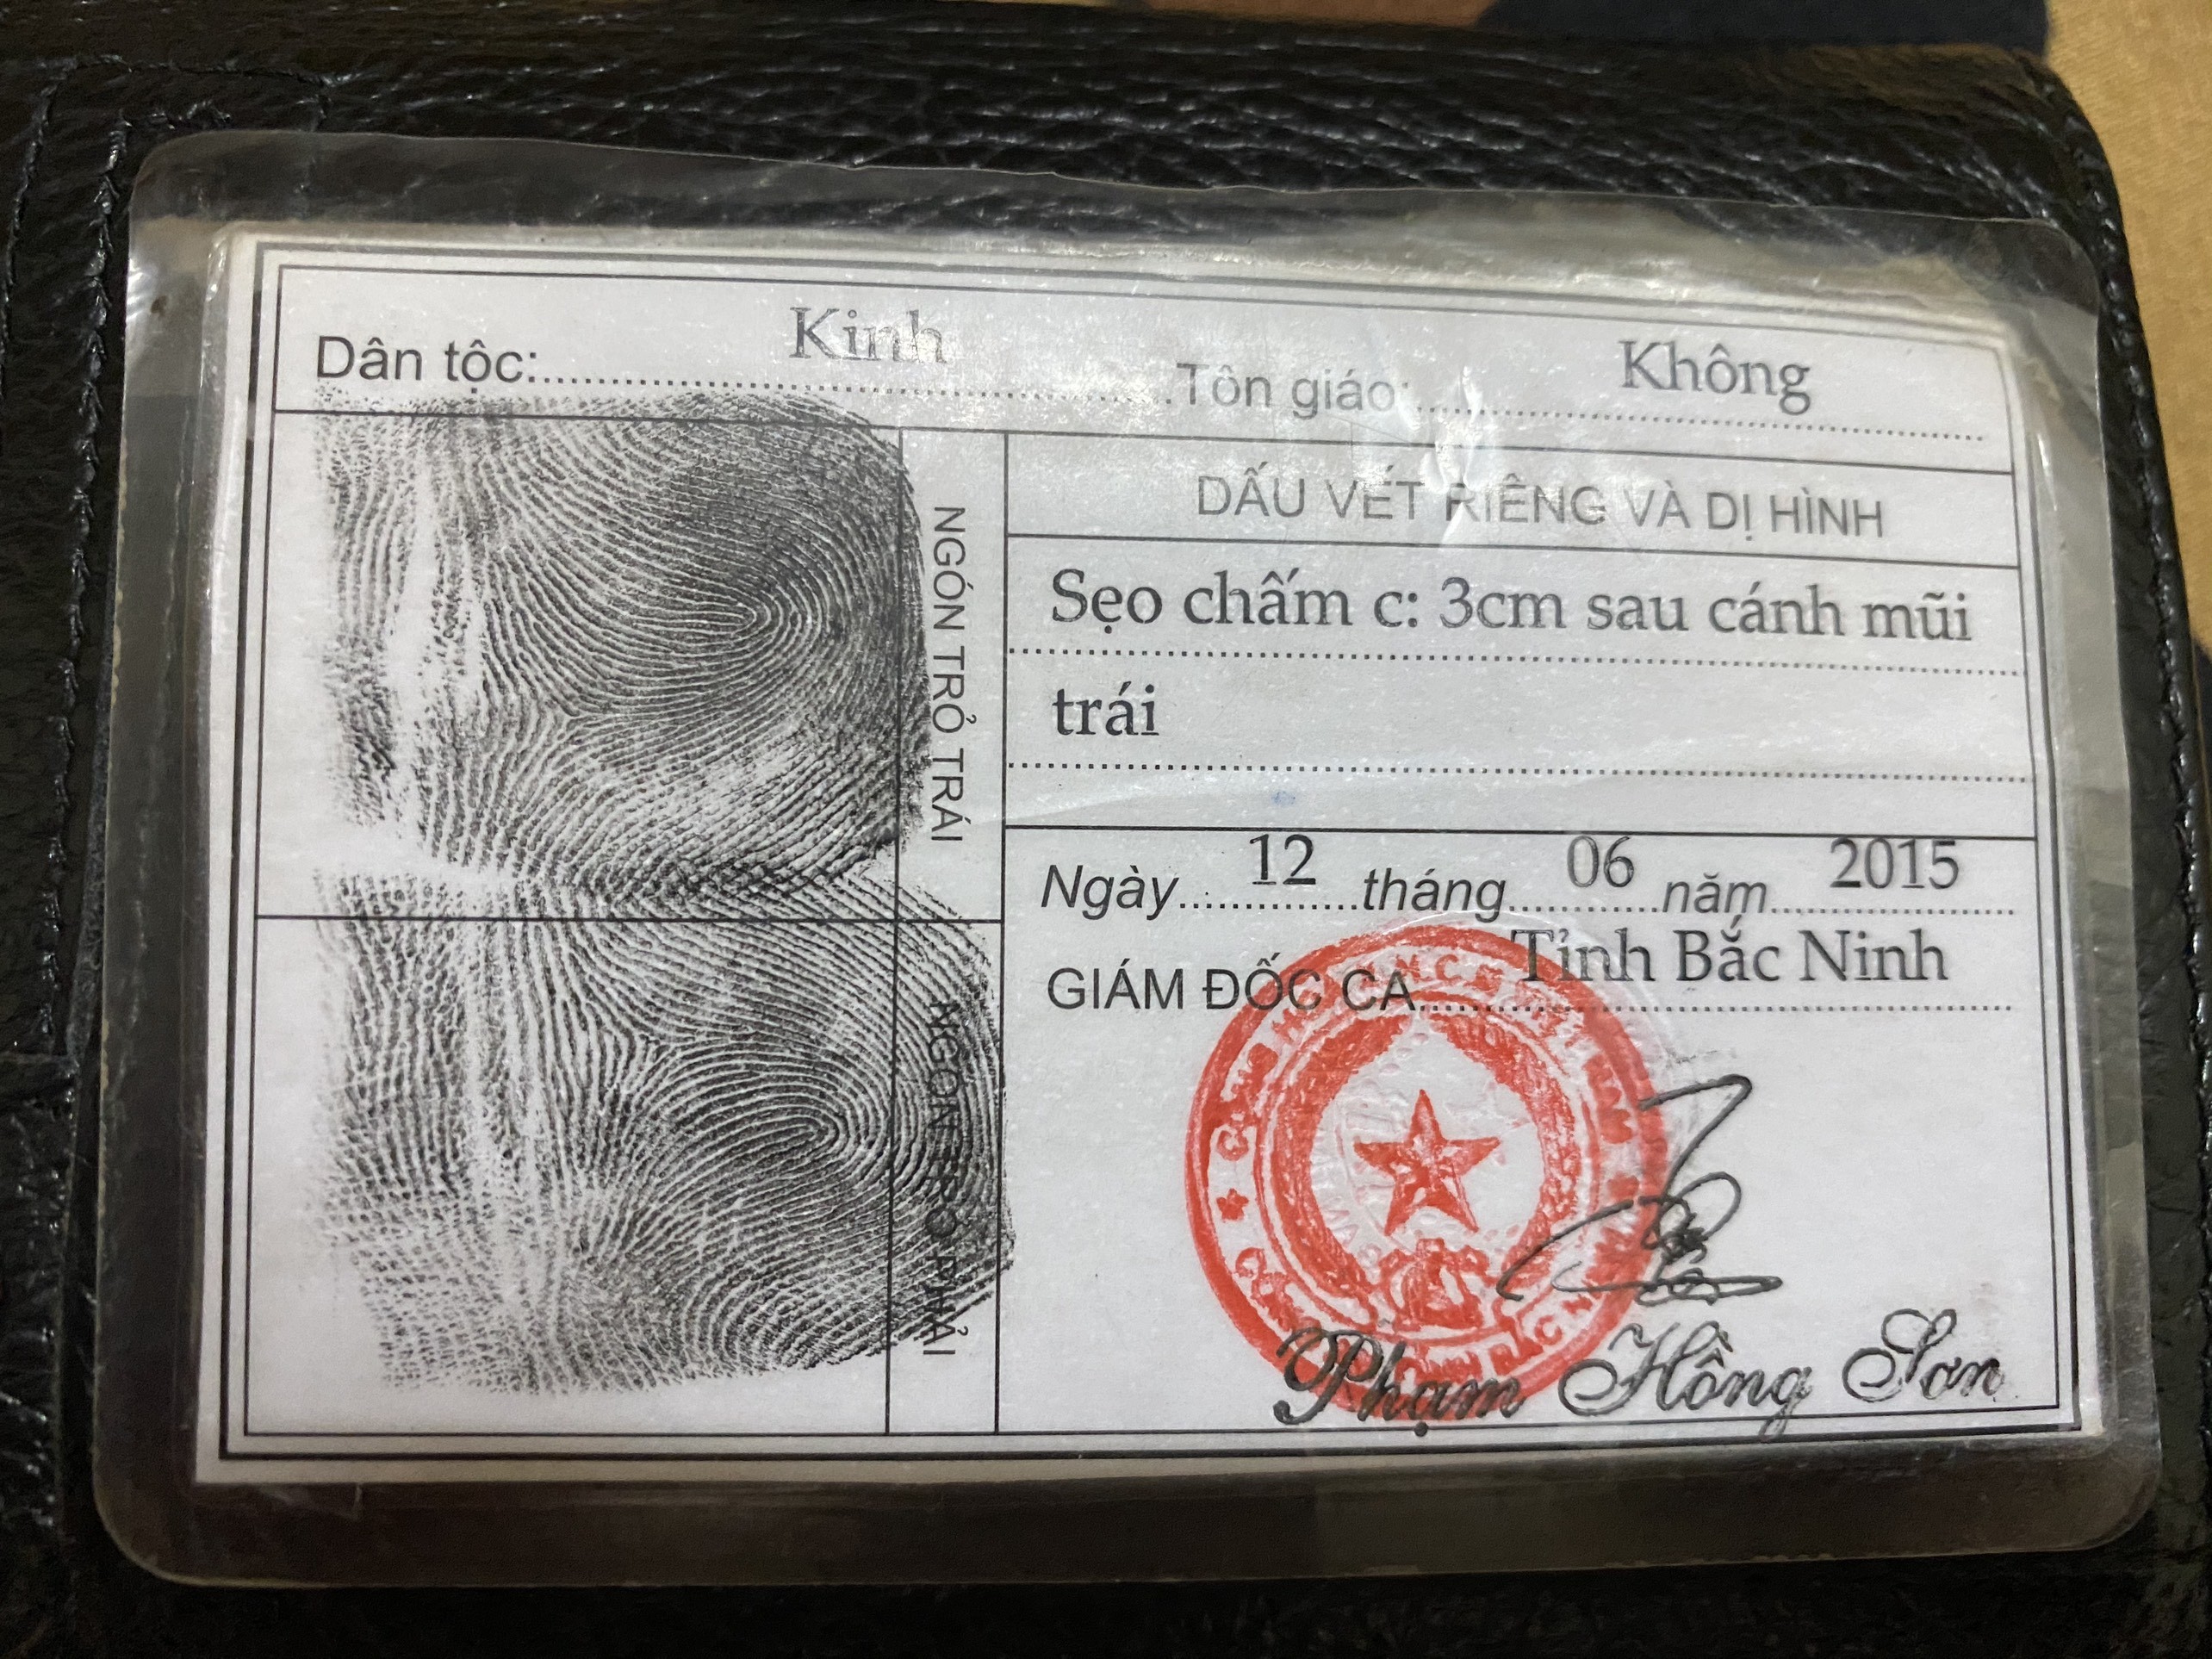 Dân tộc: Kinh Tôn giáo: Không
NGÓN TRỎ TRÁI
DẤU VẾT RIÊNG VÀ DỊ HÌNH
Sẹo chấm c: 3cm sau cánh mũi
trái
NGÓN TRỎ PHẢI
Ngày 12 tháng 06 năm 2015
GIÁM ĐỐC CA Tỉnh Bắc Ninh
Phạm Hồng Sơn